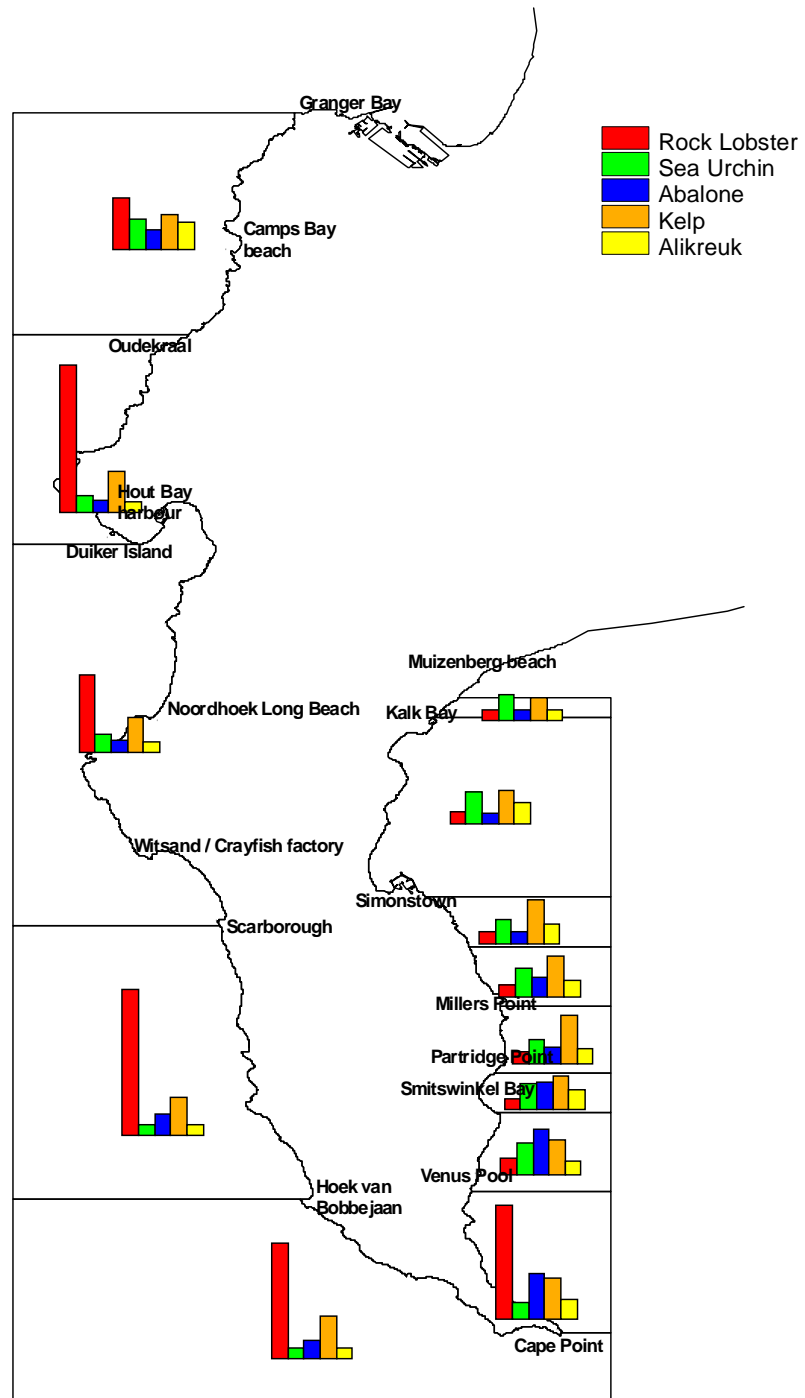 Granger Bay
Rock Lobster
Sea Urchin
Abalone
Kelp
Alikreuk
Camps Bay
beach
Oudekraal
Hout Bay
harbour
Duiker Island
Muizenberg beach
Noordhoek Long Beach
Kalk Bay
Witsand / Crayfish factory
Simonstown
Scarborough
Millers Point
Partridge Point
Smitswinkel Bay
Venus Pool
Hoek van
Bobbejaan
Cape Point